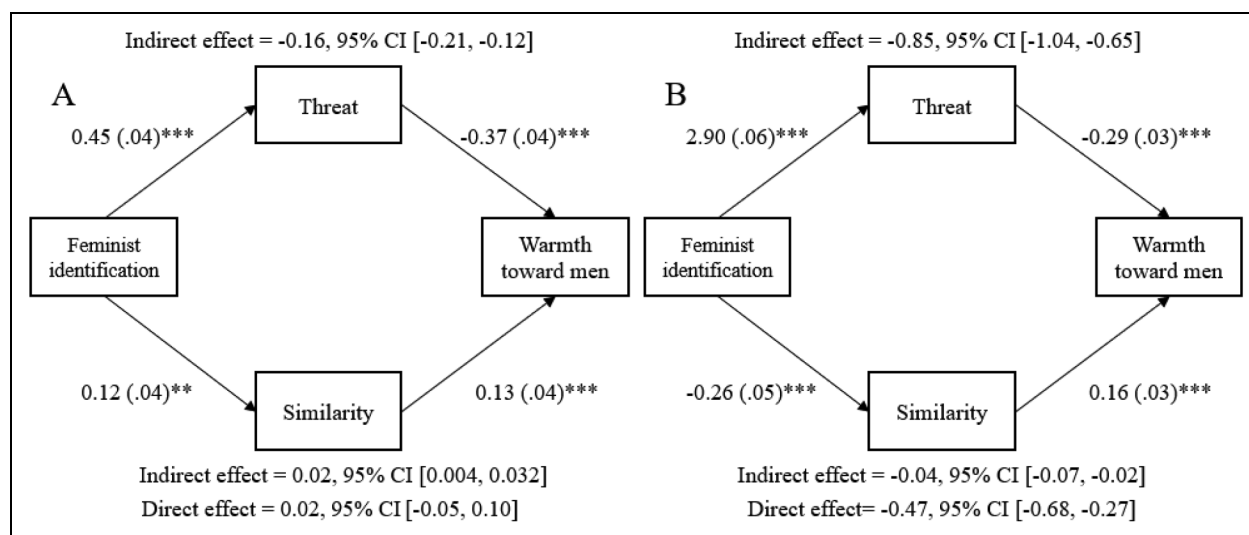 Indirect effect = -0.16, 95% CI [-0.21, -0.12]
A
Threat
0.45 (.04)***
-0.37 (.04)***
Feminist
identification
Warmth
toward men
0.12 (.04)**
Similarity
0.13 (.04)***
Indirect effect = 0.02, 95% CI [0.004, 0.032]
Direct effect = 0.02, 95% CI [-0.05, 0.10]
Indirect effect = -0.85, 95% CI [-1.04, -0.65]
B
Threat
2.90 (.06)***
-0.29 (.03)***
Feminist
identification
Warmth
toward men
-0.26 (.05)***
Similarity
0.16 (.03)***
Indirect effect = -0.04, 95% CI [-0.07, -0.02]
Direct effect= -0.47, 95% CI [-0.68, -0.27]